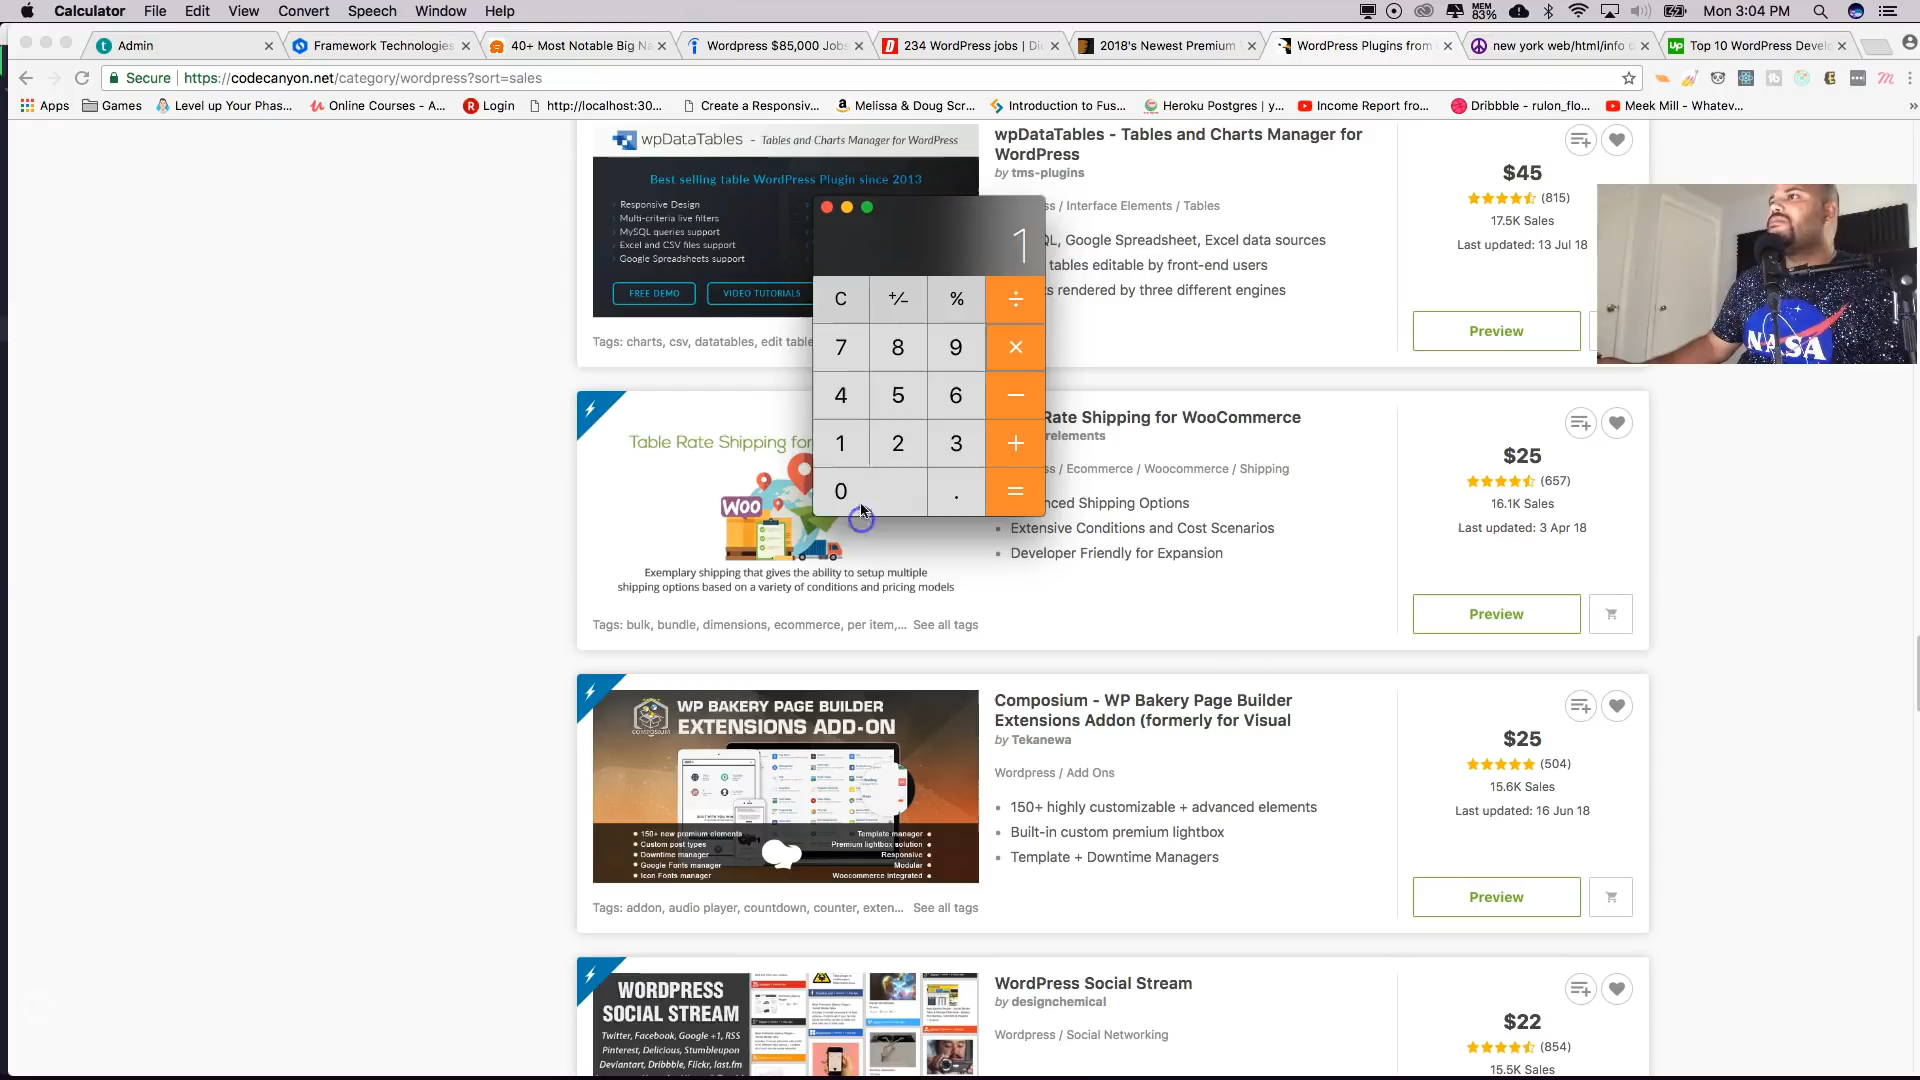 Calculator File Edit View Convert Speech Window Help
MEM 83% Mon 3:04 PM
Admin
Framework Technologies
40+ Most Notable Big Na
Wordpress $85,000 Jobs
234 WordPress jobs | Di
2018's Newest Premium
WordPress Plugins from
new york web/html/info d
Top 10 WordPress Devel
Secure https://codecanyon.net/category/wordpress?sort=sales
Apps Games Level up Your Phas... Online Courses - A... Login http://localhost:30... Create a Responsiv... Melissa & Doug Scr... Introduction to Fus... Heroku Postgres | y... Income Report fro... Dribbble - rulon_flo... Meek Mill - Whatev... »
wpDataTables - Tables and Charts Manager for WordPress
Best selling table WordPress Plugin since 2013
Responsive Design
Multi-criteria live filters
MySQL queries support
Excel and CSV files support
Google Spreadsheets support
FREE DEMO VIDEO TUTORIALS
Tags: charts, csv, datatables, edit table
wpDataTables - Tables and Charts Manager for
WordPress
by tms-plugins
ss / Interface Elements / Tables
QL, Google Spreadsheet, Excel data sources
tables editable by front-end users
s rendered by three different engines
$45
(815)
17.5K Sales
Last updated: 13 Jul 18
Preview
NASA
1
C +/- % ÷
7 8 9 ×
4 5 6 −
1 2 3 +
0 . =
Table Rate Shipping for
WOO
Exemplary shipping that gives the ability to setup multiple
shipping options based on a variety of conditions and pricing models
Tags: bulk, bundle, dimensions, ecommerce, per item,... See all tags
Rate Shipping for WooCommerce
relements
ss / Ecommerce / Woocommerce / Shipping
nced Shipping Options
Extensive Conditions and Cost Scenarios
Developer Friendly for Expansion
$25
(657)
16.1K Sales
Last updated: 3 Apr 18
Preview
COMPOSIUM
WP BAKERY PAGE BUILDER
EXTENSIONS ADD-ON
150+ new premium elements
Custom post types
Downtime manager
Google Fonts manager
Icon Fonts manager
Template manager
Premium lightbox solution
Responsive
Modular
Woocommerce Integrated
Tags: addon, audio player, countdown, counter, exten... See all tags
Composium - WP Bakery Page Builder
Extensions Addon (formerly for Visual
by Tekanewa
Wordpress / Add Ons
150+ highly customizable + advanced elements
Built-in custom premium lightbox
Template + Downtime Managers
$25
(504)
15.6K Sales
Last updated: 16 Jun 18
Preview
WORDPRESS
SOCIAL STREAM
Twitter, Facebook, Google +1, RSS
Pinterest, Delicious, Stumbleupon
Deviantart, Dribbble, Flickr, last.fm
WordPress Social Stream
by designchemical
Wordpress / Social Networking
$22
(854)
15.5K Sales